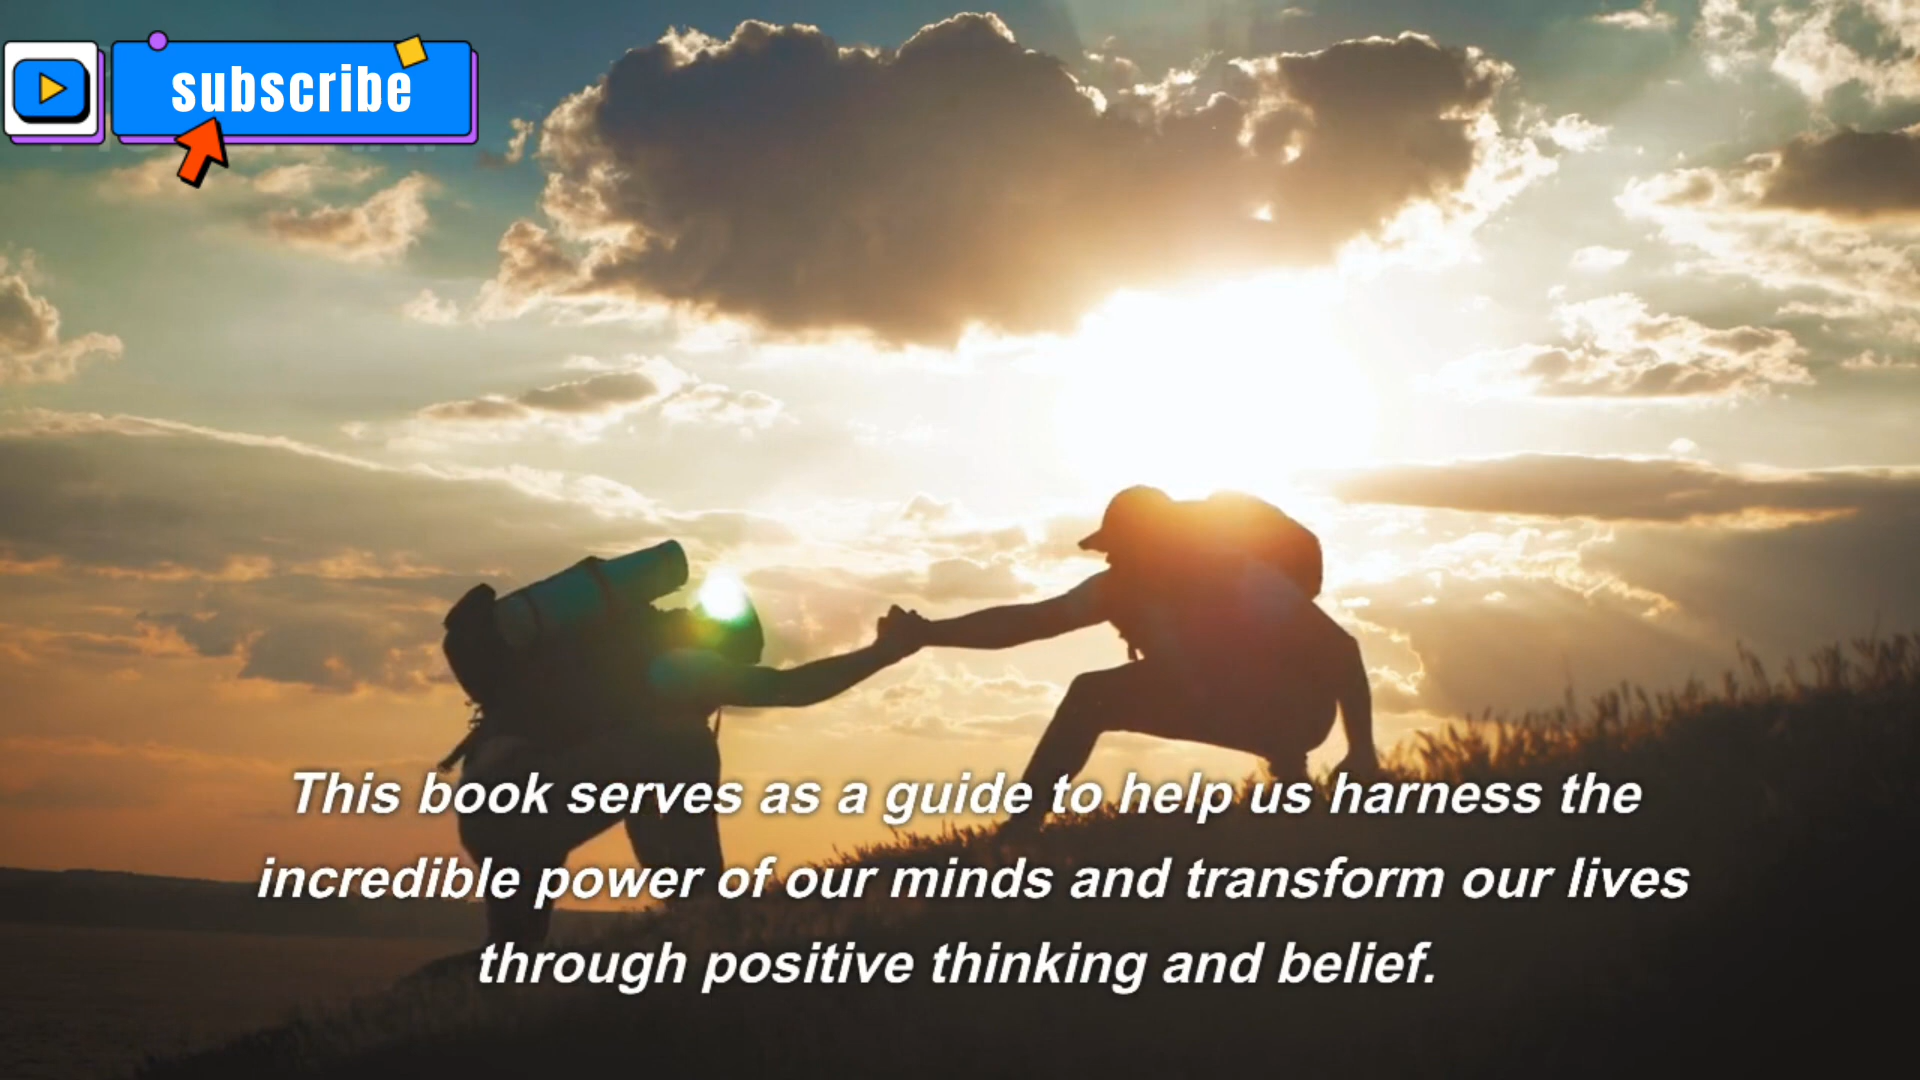 subscribe
This book serves as a guide to help us harness the
incredible power of our minds and transform our lives
through positive thinking and belief.